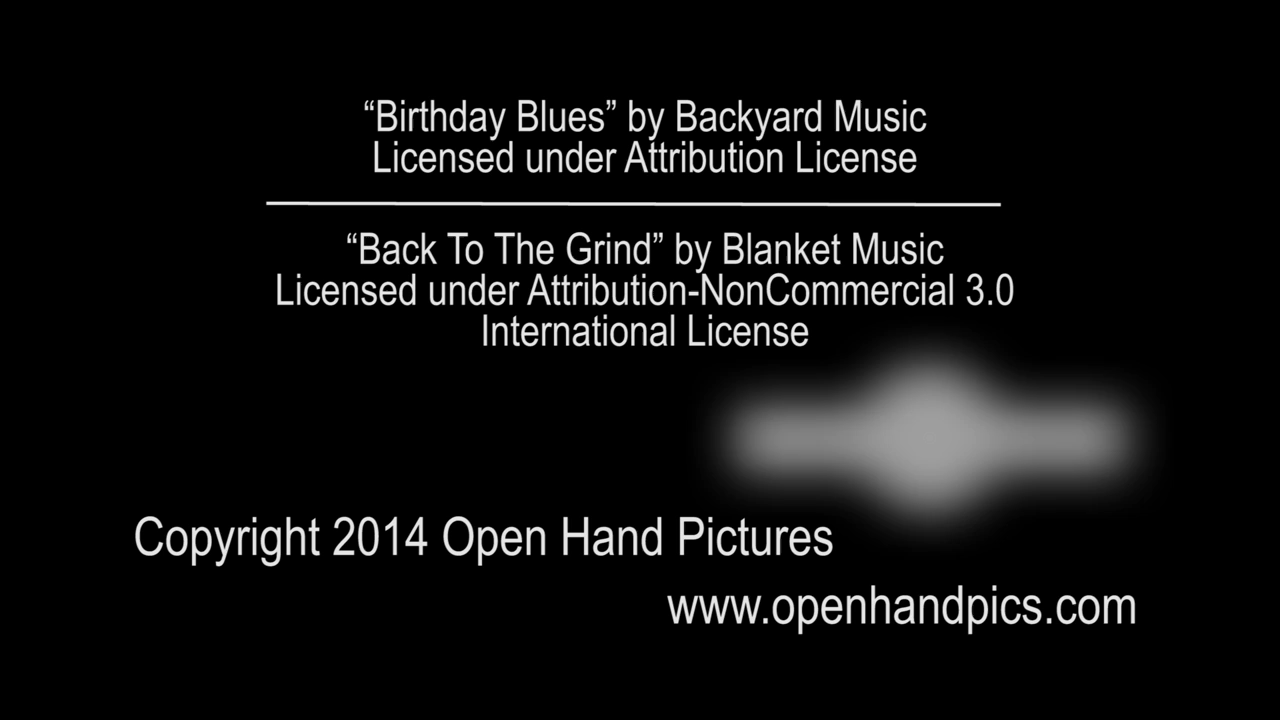 “Birthday Blues” by Backyard Music
Licensed under Attribution License
“Back To The Grind” by Blanket Music
Licensed under Attribution-NonCommercial 3.0
International License
Copyright 2014 Open Hand Pictures
www.openhandpics.com